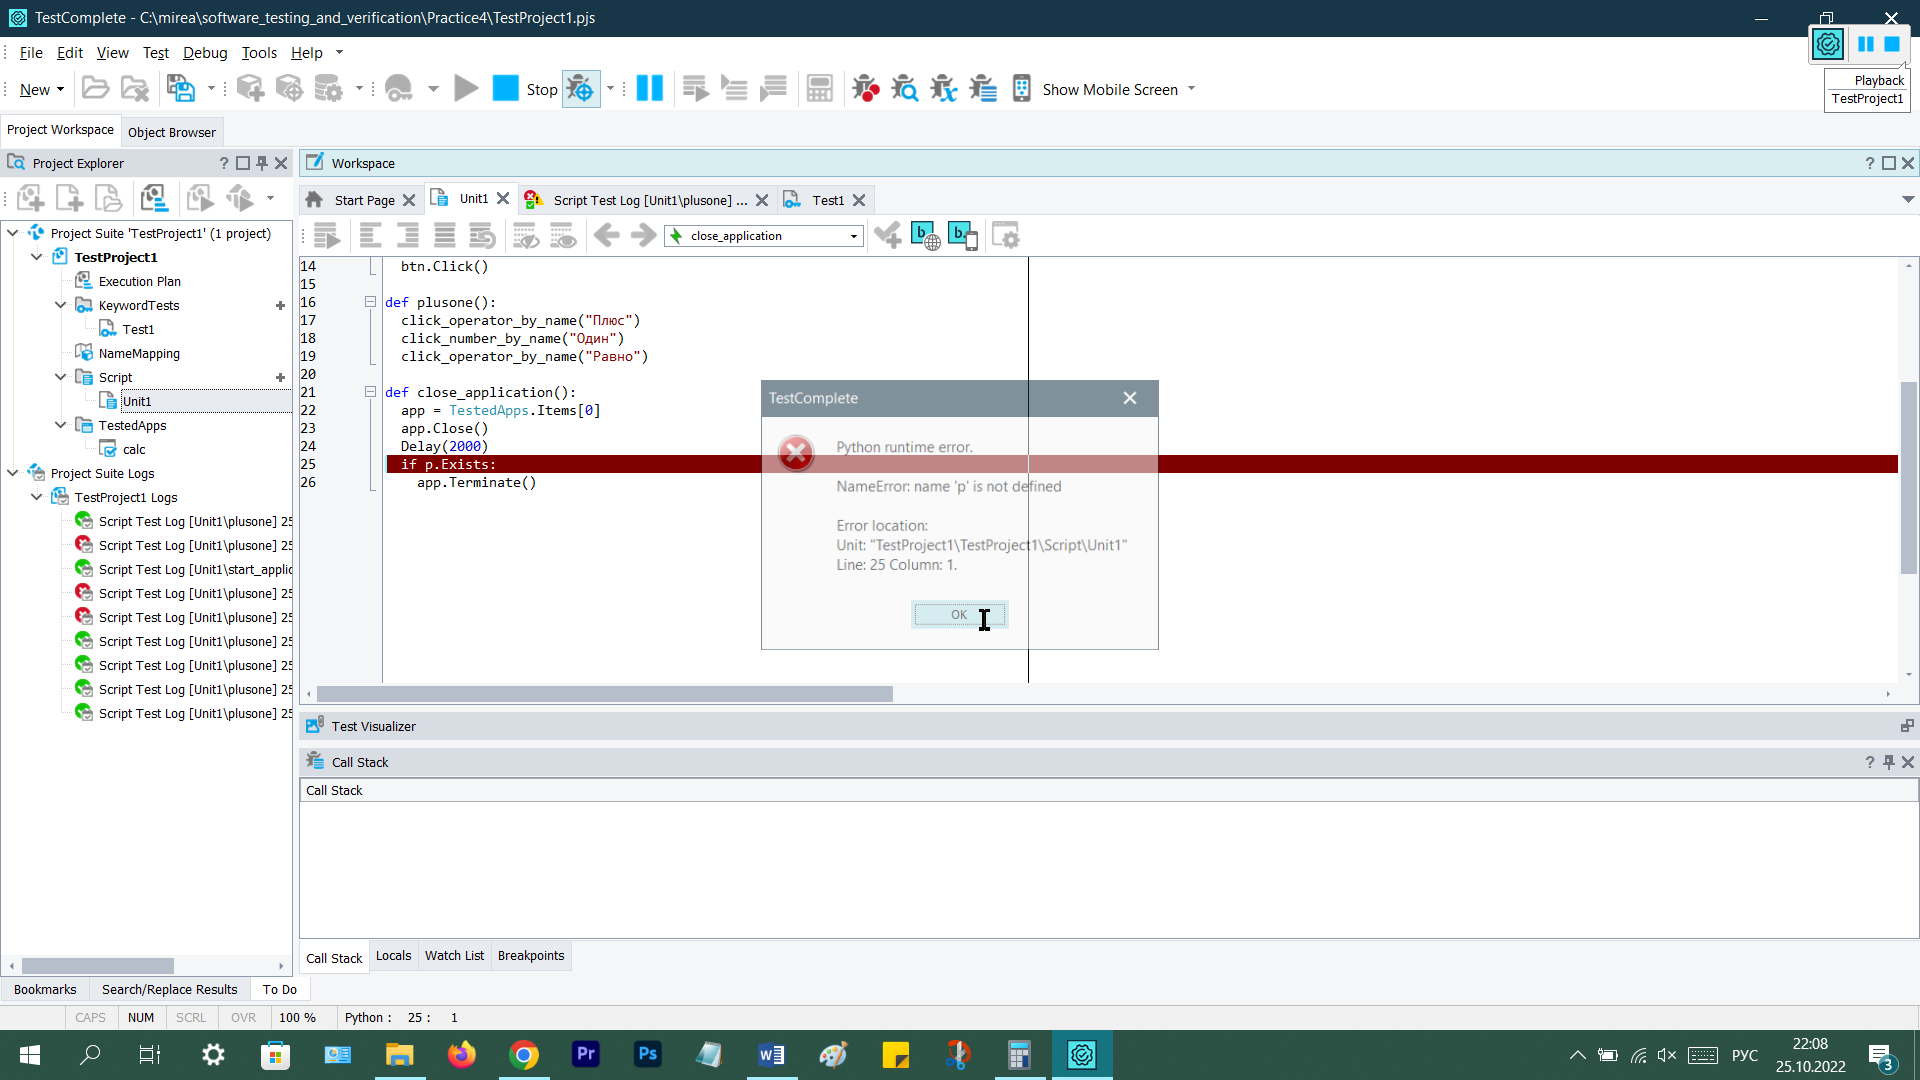 TestComplete - C:\mirea\software_testing_and_verification\Practice4\TestProject1.pjs
File Edit View Test Debug Tools Help
New Stop Show Mobile Screen
Playback
TestProject1
Project Workspace Object Browser
Project Explorer
Workspace
Start Page Unit1 Script Test Log [Unit1\plusone] ... Test1
close_application
Project Suite 'TestProject1' (1 project)
TestProject1
Execution Plan
KeywordTests
Test1
NameMapping
Script
Unit1
TestedApps
calc
Project Suite Logs
TestProject1 Logs
Script Test Log [Unit1\plusone] 25
Script Test Log [Unit1\plusone] 25
Script Test Log [Unit1\start_applic
Script Test Log [Unit1\plusone] 25
Script Test Log [Unit1\plusone] 25
Script Test Log [Unit1\plusone] 25
Script Test Log [Unit1\plusone] 25
Script Test Log [Unit1\plusone] 25
Script Test Log [Unit1\plusone] 25
14 btn.Click()
15
16 def plusone():
17 click_operator_by_name("Плюс")
18 click_number_by_name("Один")
19 click_operator_by_name("Равно")
20
21 def close_application():
22 app = TestedApps.Items[0]
23 app.Close()
24 Delay(2000)
25 if p.Exists:
26 app.Terminate()
TestComplete
Python runtime error.
NameError: name 'p' is not defined
Error location:
Unit: "TestProject1\TestProject1\Script\Unit1"
Line: 25 Column: 1.
OK
Test Visualizer
Call Stack
Call Stack
Call Stack Locals Watch List Breakpoints
Bookmarks Search/Replace Results To Do
CAPS NUM SCRL OVR 100 % Python : 25 : 1
Pr Ps РУС
22:08
25.10.2022
3